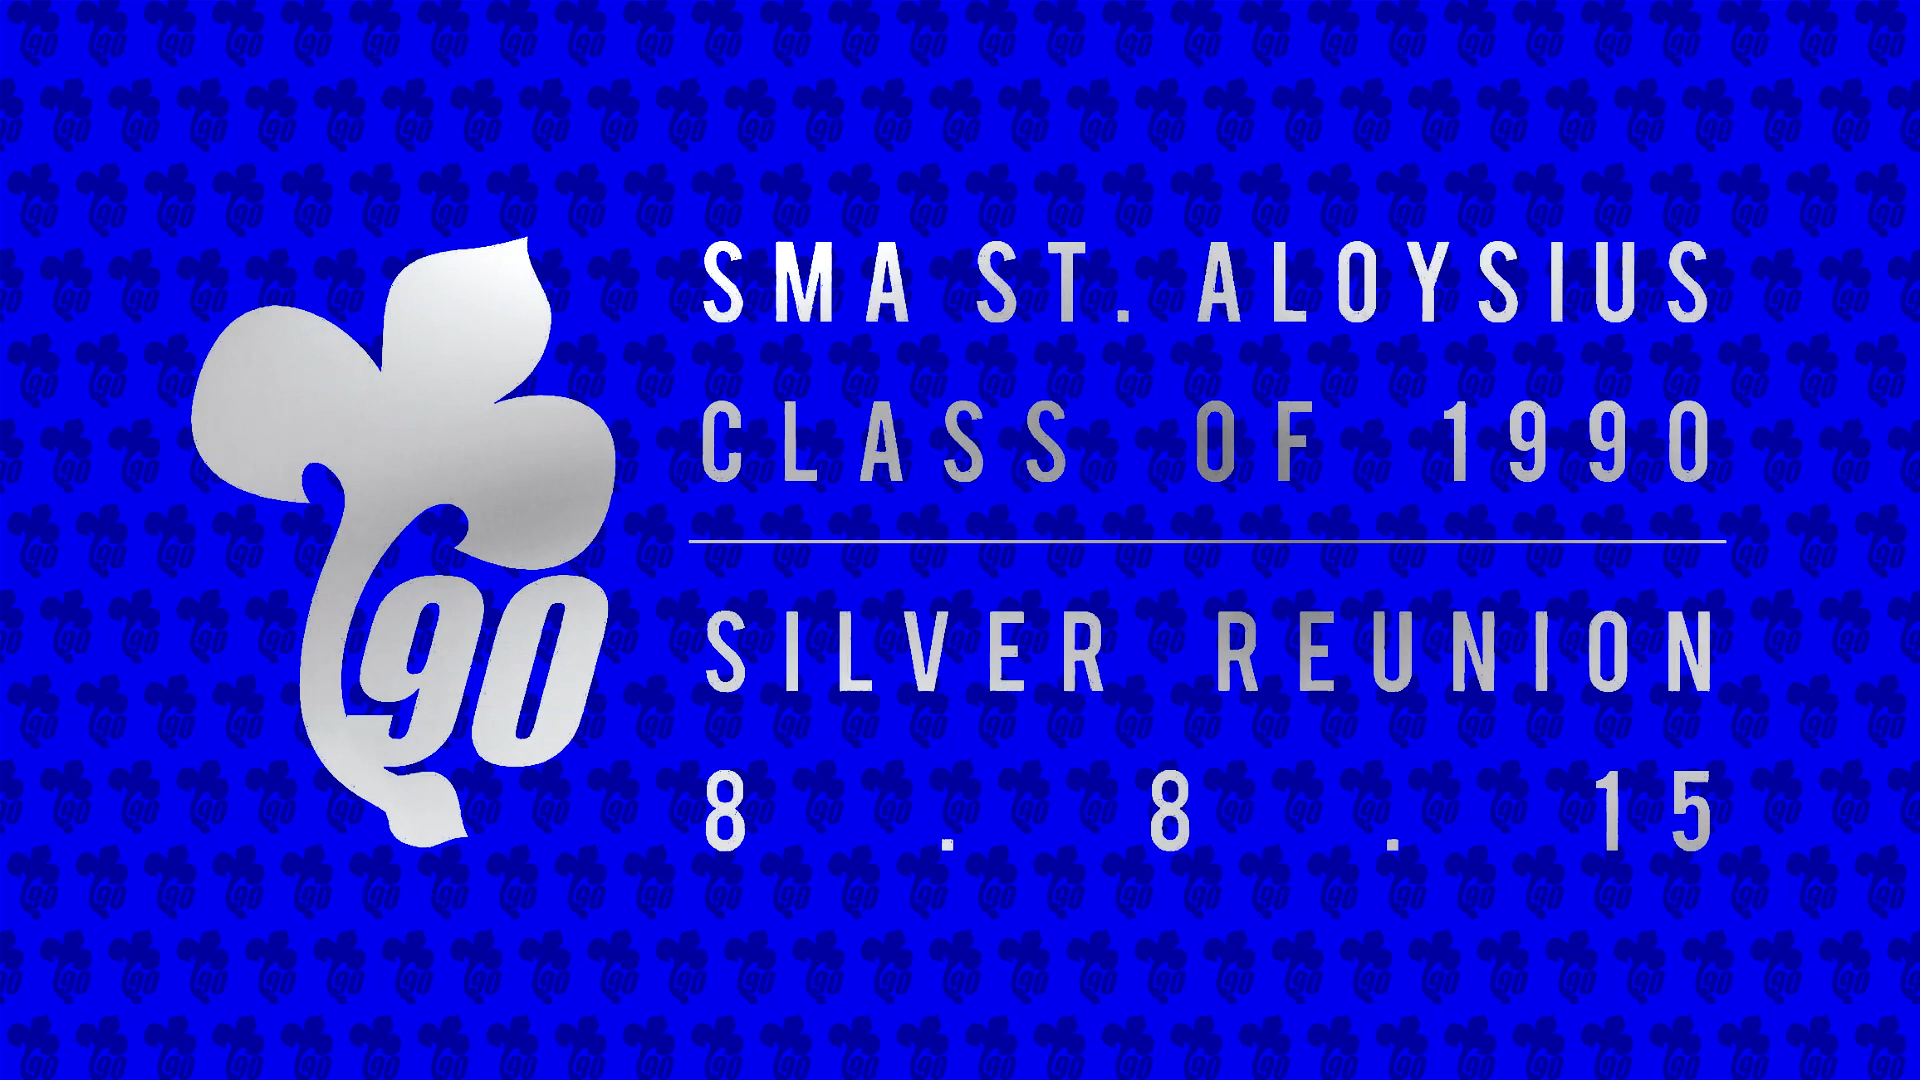 SMA ST. ALOYSIUS
CLASS OF 1990
SILVER REUNION
8 . 8 . 15
90